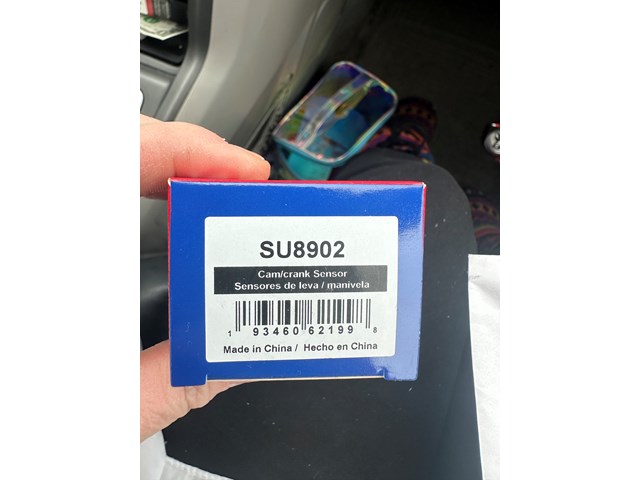 SU8902
Cam/crank Sensor
Sensores de leva / manivela
1 93460 62199 8
Made in China / Hecho en China